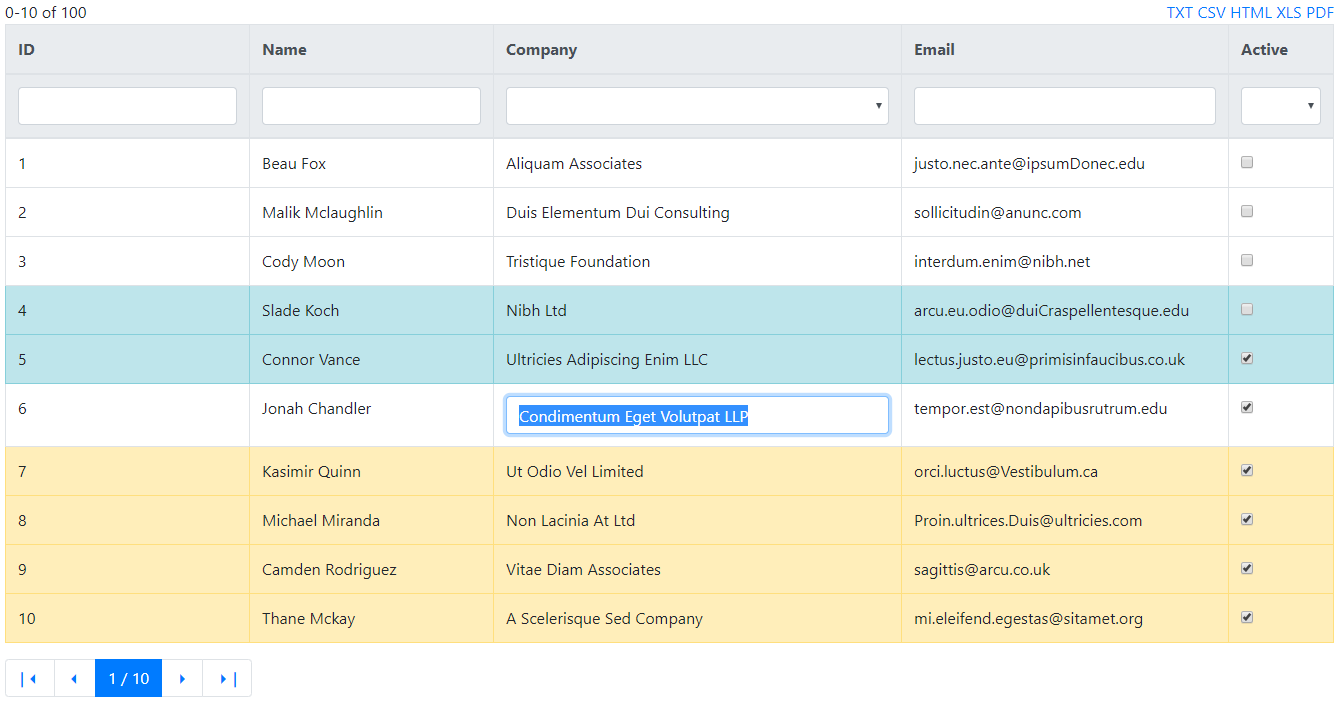 0-10 of 100 TXT CSV HTML XLS PDF
ID Name Company Email Active
1 Beau Fox Aliquam Associates justo.nec.ante@ipsumDonec.edu
2 Malik Mclaughlin Duis Elementum Dui Consulting sollicitudin@anunc.com
3 Cody Moon Tristique Foundation interdum.enim@nibh.net
4 Slade Koch Nibh Ltd arcu.eu.odio@duiCraspellentesque.edu
5 Connor Vance Ultricies Adipiscing Enim LLC lectus.justo.eu@primisinfaucibus.co.uk
6 Jonah Chandler Condimentum Eget Volutpat LLP tempor.est@nondapibusrutrum.edu
7 Kasimir Quinn Ut Odio Vel Limited orci.luctus@Vestibulum.ca
8 Michael Miranda Non Lacinia At Ltd Proin.ultrices.Duis@ultricies.com
9 Camden Rodriguez Vitae Diam Associates sagittis@arcu.co.uk
10 Thane Mckay A Scelerisque Sed Company mi.eleifend.egestas@sitamet.org
1 / 10